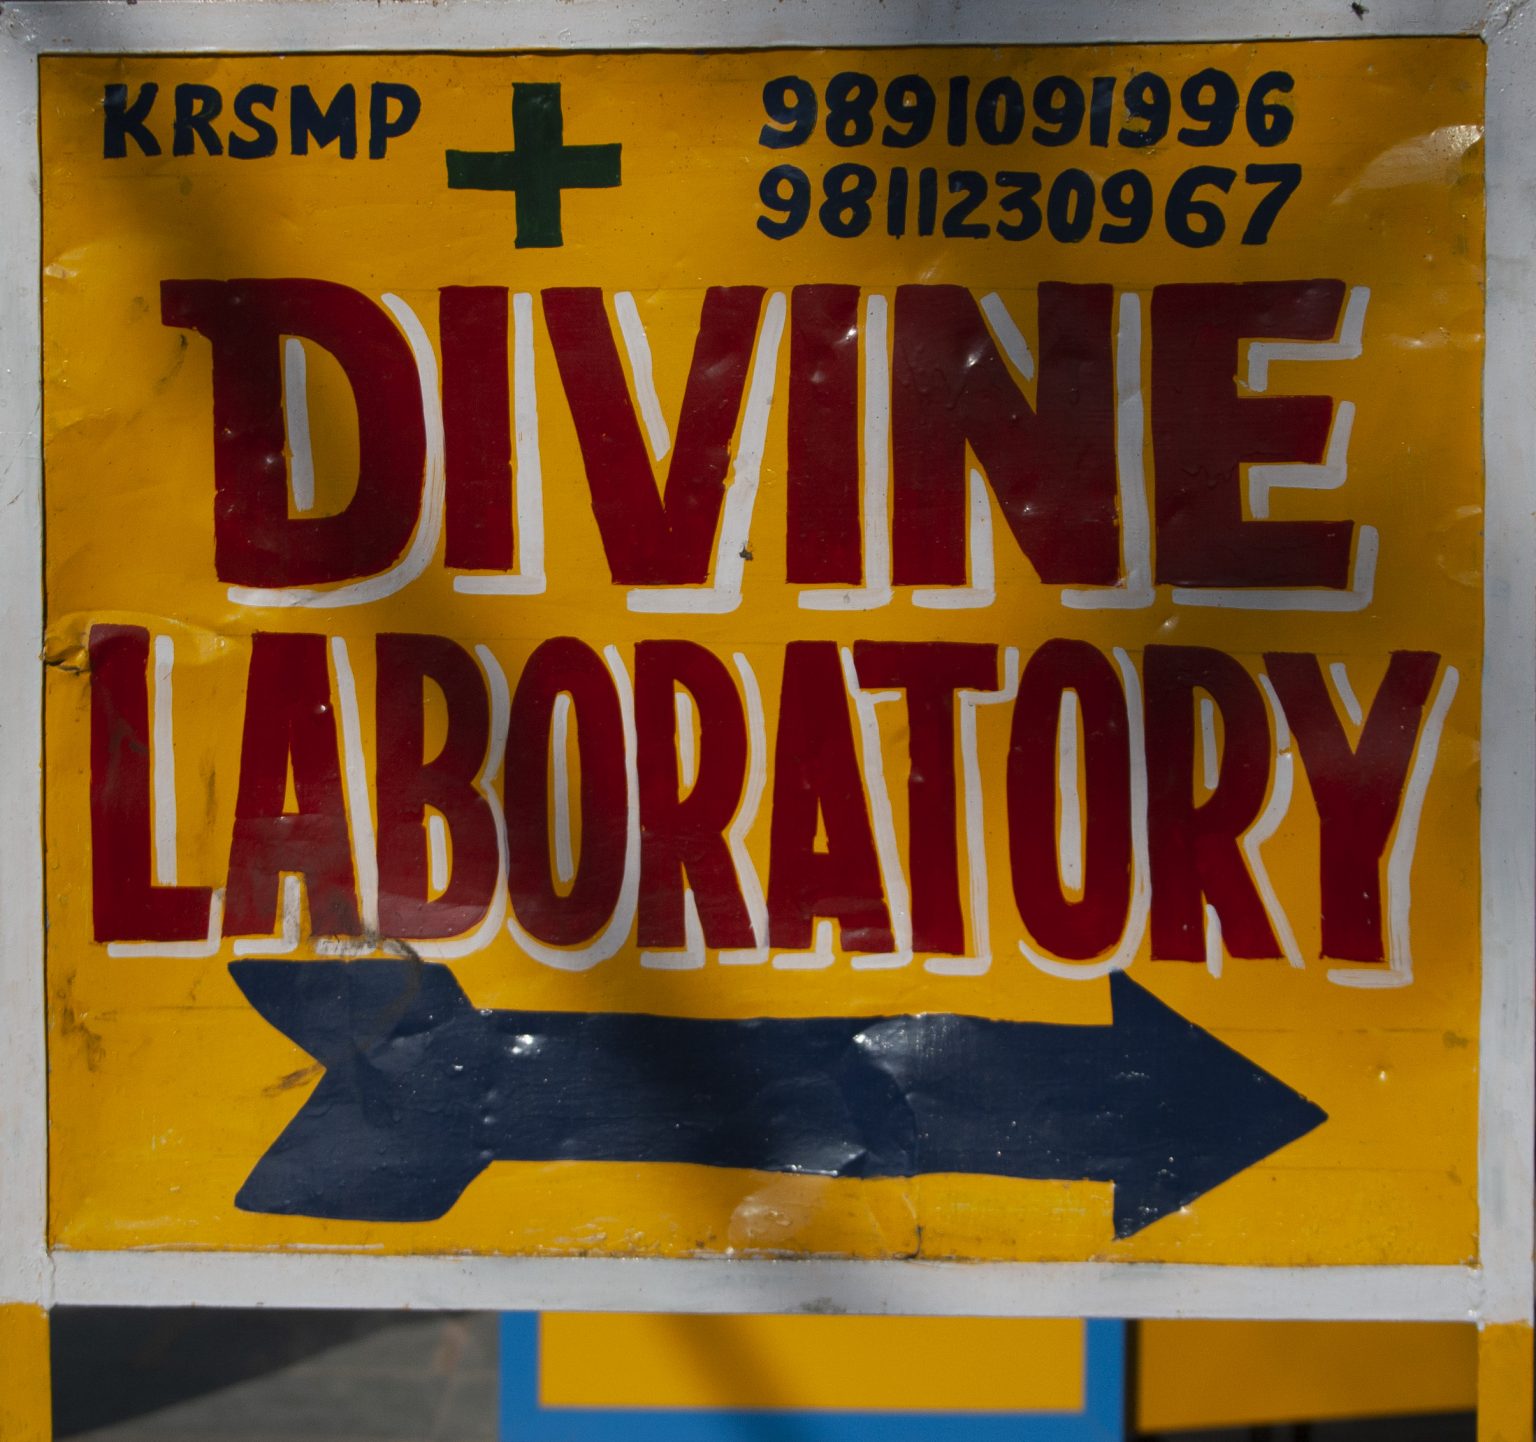 KRSMP
9891091996
9811230967
DIVINE
LABORATORY